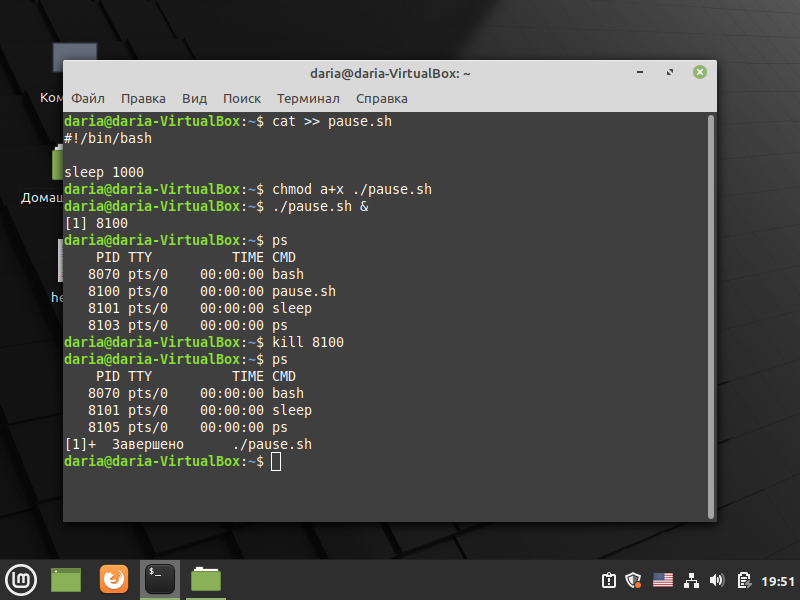 daria@daria-VirtualBox: ~
Файл Правка Вид Поиск Терминал Справка
daria@daria-VirtualBox:~$ cat >> pause.sh
#!/bin/bash
sleep 1000
daria@daria-VirtualBox:~$ chmod a+x ./pause.sh
daria@daria-VirtualBox:~$ ./pause.sh &
[1] 8100
daria@daria-VirtualBox:~$ ps
PID TTY TIME CMD
8070 pts/0 00:00:00 bash
8100 pts/0 00:00:00 pause.sh
8101 pts/0 00:00:00 sleep
8103 pts/0 00:00:00 ps
daria@daria-VirtualBox:~$ kill 8100
daria@daria-VirtualBox:~$ ps
PID TTY TIME CMD
8070 pts/0 00:00:00 bash
8101 pts/0 00:00:00 sleep
8105 pts/0 00:00:00 ps
[1]+ Завершено ./pause.sh
daria@daria-VirtualBox:~$
Ком
Домаш
he
$_
19:51